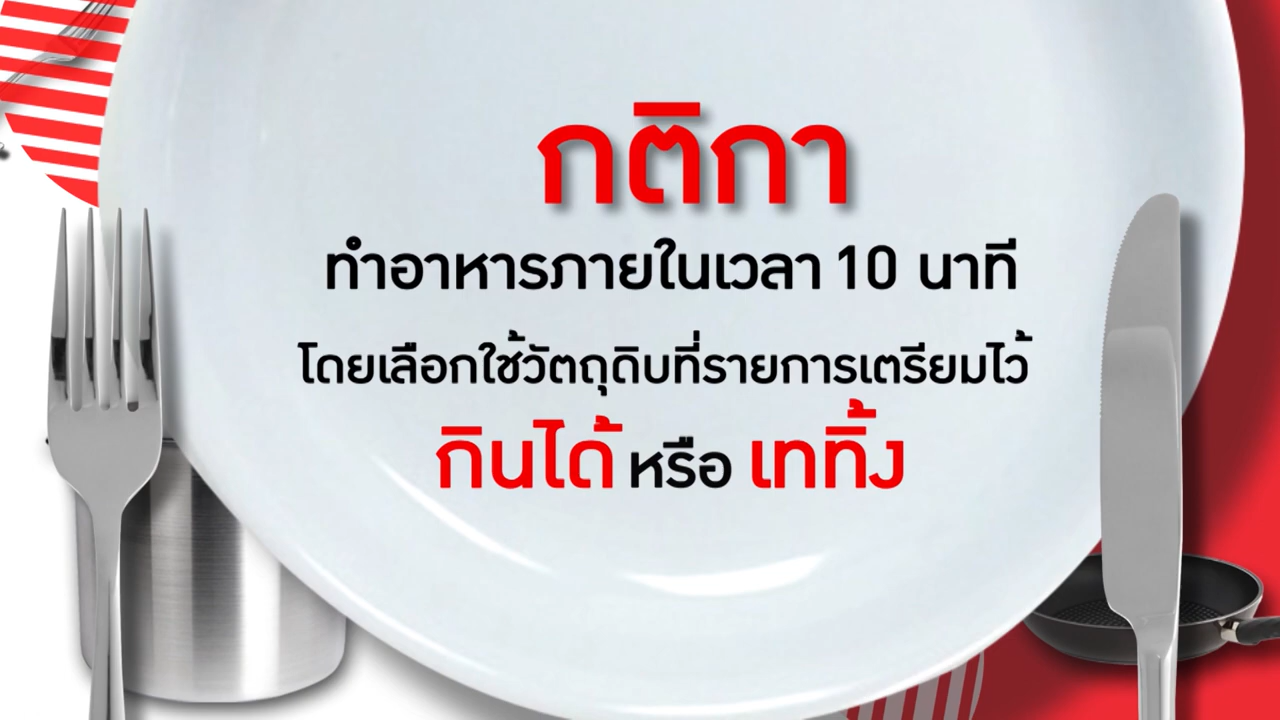 กติกา
ทำอาหารภายในเวลา 10 นาที
โดยเลือกใช้วัตถุดิบที่รายการเตรียมไว้
กินได้ หรือ เททิ้ง